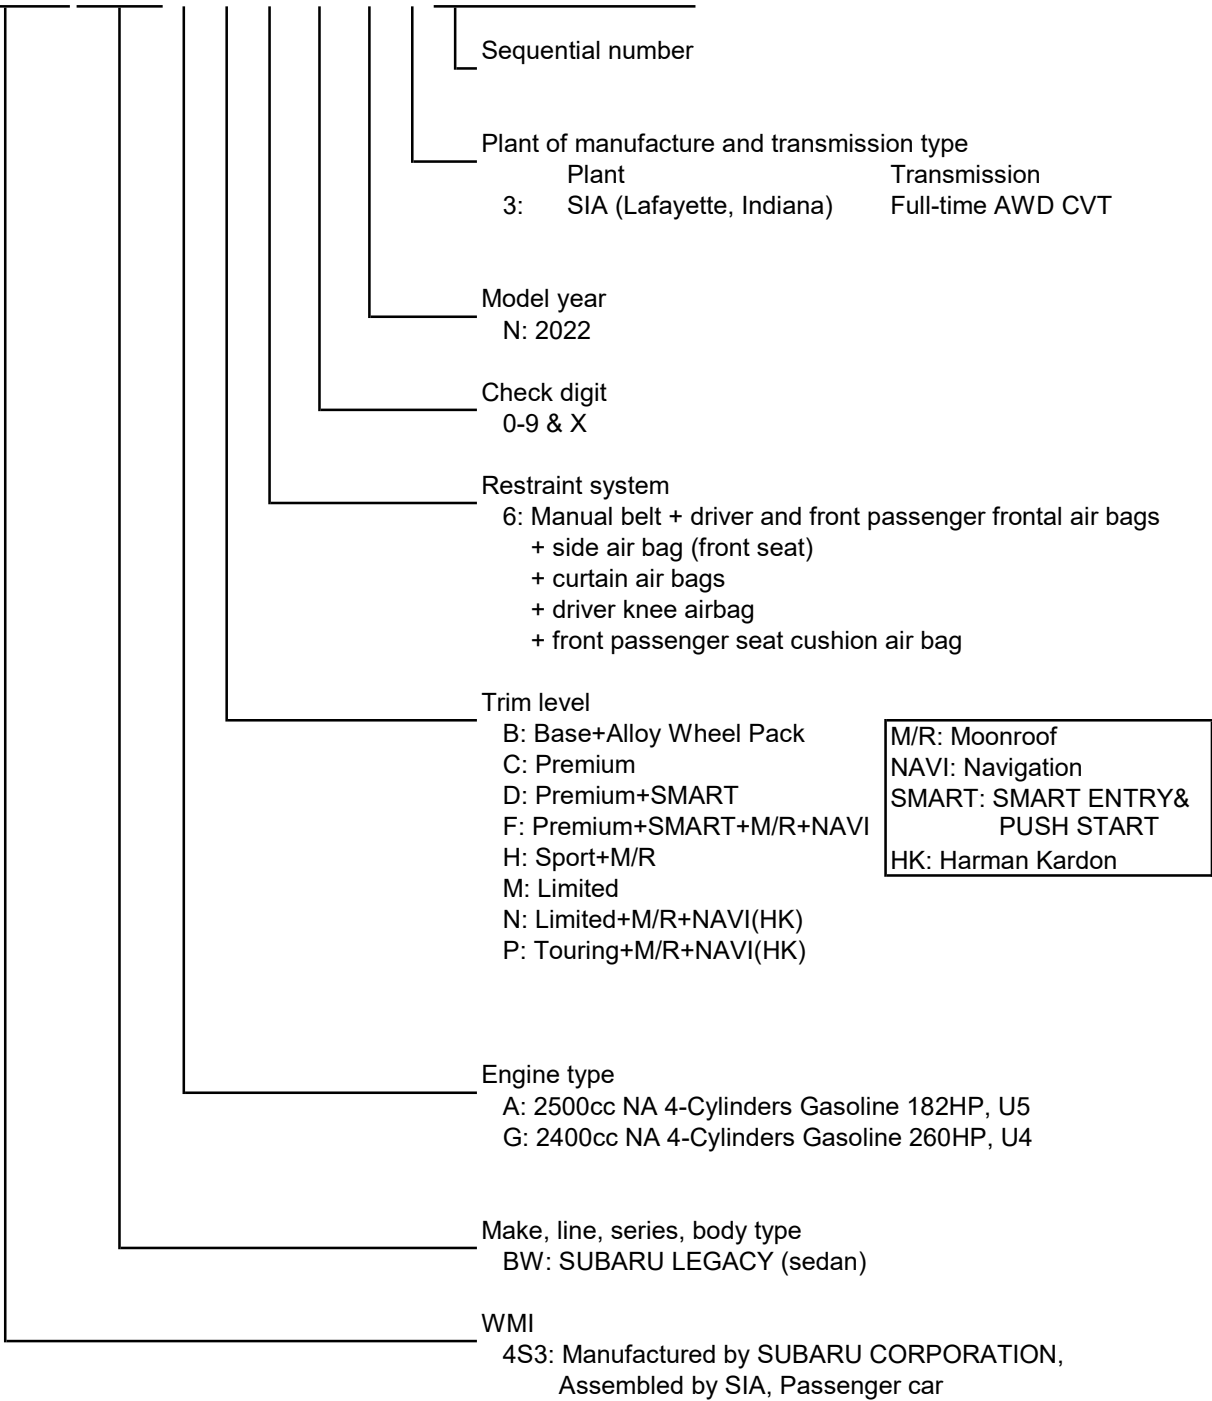 Sequential number
Plant of manufacture and transmission type
Plant Transmission
3: SIA (Lafayette, Indiana) Full-time AWD CVT
Model year
N: 2022
Check digit
0-9 & X
Restraint system
6: Manual belt + driver and front passenger frontal air bags
+ side air bag (front seat)
+ curtain air bags
+ driver knee airbag
+ front passenger seat cushion air bag
Trim level
B: Base+Alloy Wheel Pack
C: Premium
D: Premium+SMART
F: Premium+SMART+M/R+NAVI
H: Sport+M/R
M: Limited
N: Limited+M/R+NAVI(HK)
P: Touring+M/R+NAVI(HK)
M/R: Moonroof
NAVI: Navigation
SMART: SMART ENTRY&
PUSH START
HK: Harman Kardon
Engine type
A: 2500cc NA 4-Cylinders Gasoline 182HP, U5
G: 2400cc NA 4-Cylinders Gasoline 260HP, U4
Make, line, series, body type
BW: SUBARU LEGACY (sedan)
WMI
4S3: Manufactured by SUBARU CORPORATION,
Assembled by SIA, Passenger car